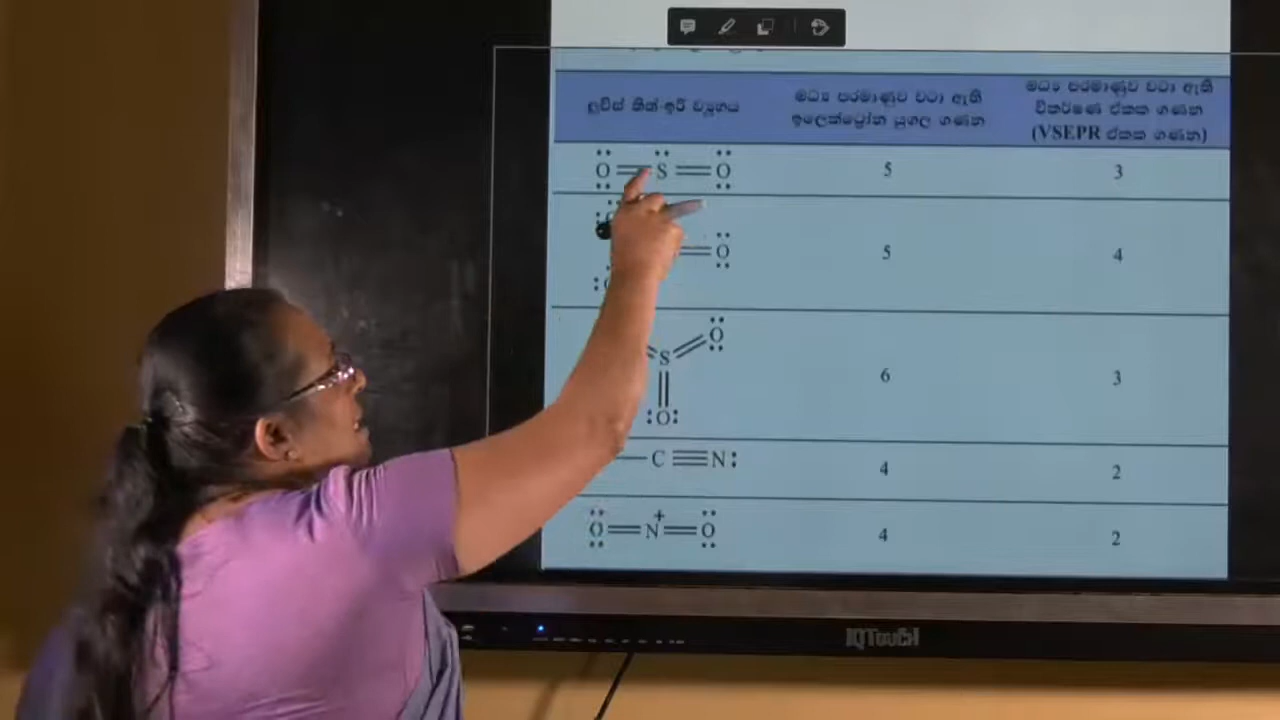 ලුවිස් තිත්-ඉරි ව්‍යුහය
මධ්‍ය පරමාණුව වටා ඇති
ඉලෙක්ට්‍රෝන යුගල ගණන
මධ්‍ය පරමාණුව වටා ඇති
විකර්ෂණ ඒකක ගණන
(VSEPR ඒකක ගණන)
O = S = O 5 3
= O 5 4
O
S
O 6 3
C ≡ N: 4 2
O = N⁺ = O 4 2
IQTouch